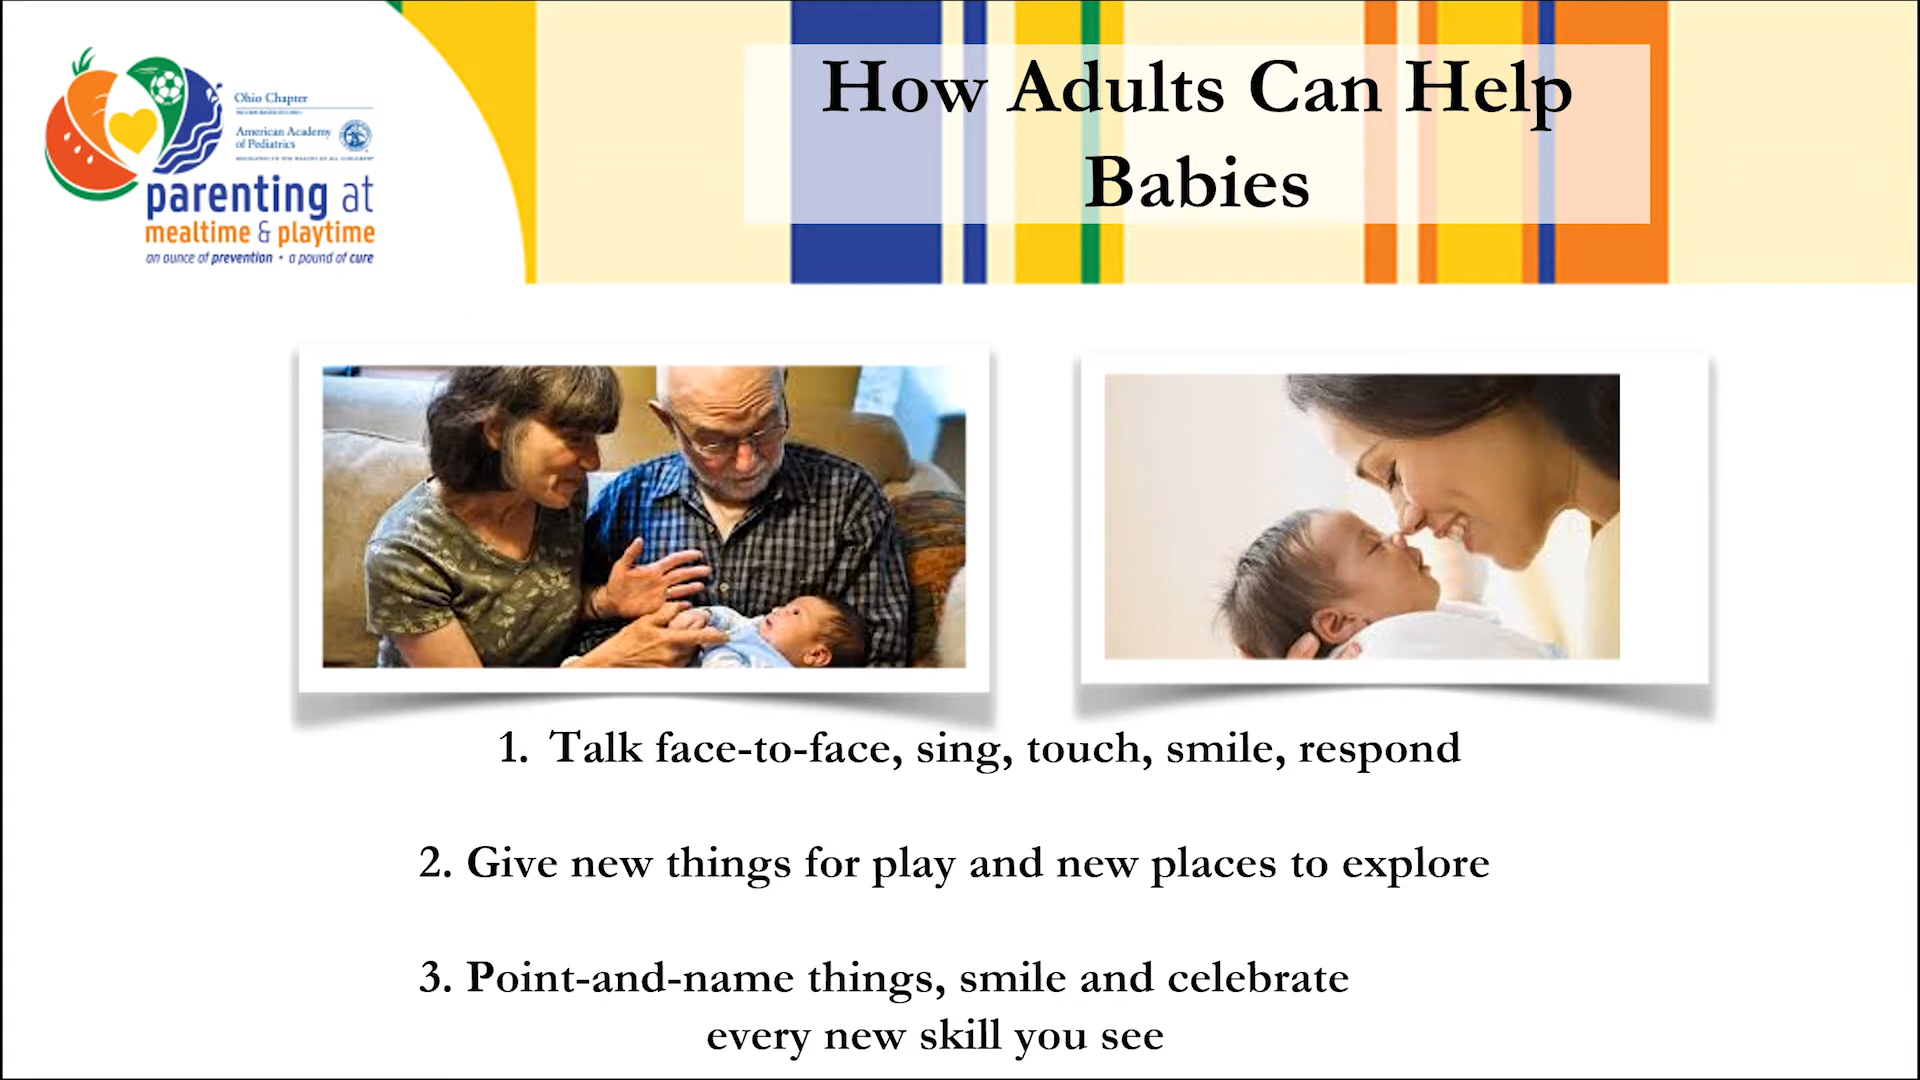 How Adults Can Help
Babies
Ohio Chapter
American Academy
of Pediatrics
parenting at
mealtime & playtime
an ounce of prevention • a pound of cure
1. Talk face-to-face, sing, touch, smile, respond
2. Give new things for play and new places to explore
3. Point-and-name things, smile and celebrate
every new skill you see